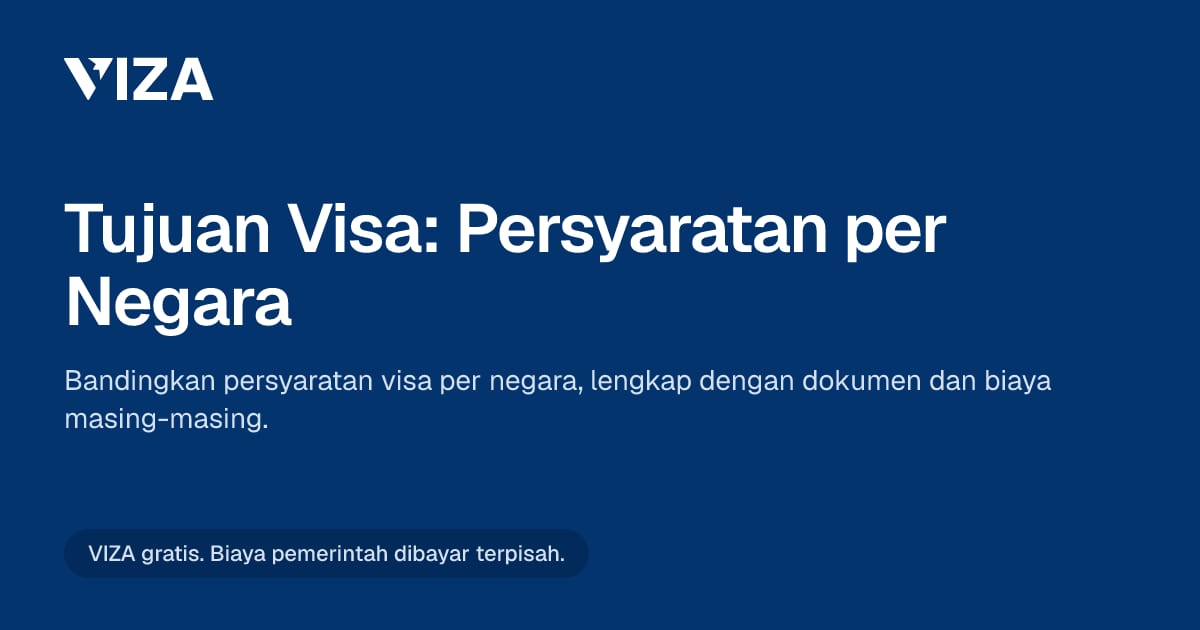 VIZA
Tujuan Visa: Persyaratan per
Negara
Bandingkan persyaratan visa per negara, lengkap dengan dokumen dan biaya
masing-masing.
VIZA gratis. Biaya pemerintah dibayar terpisah.